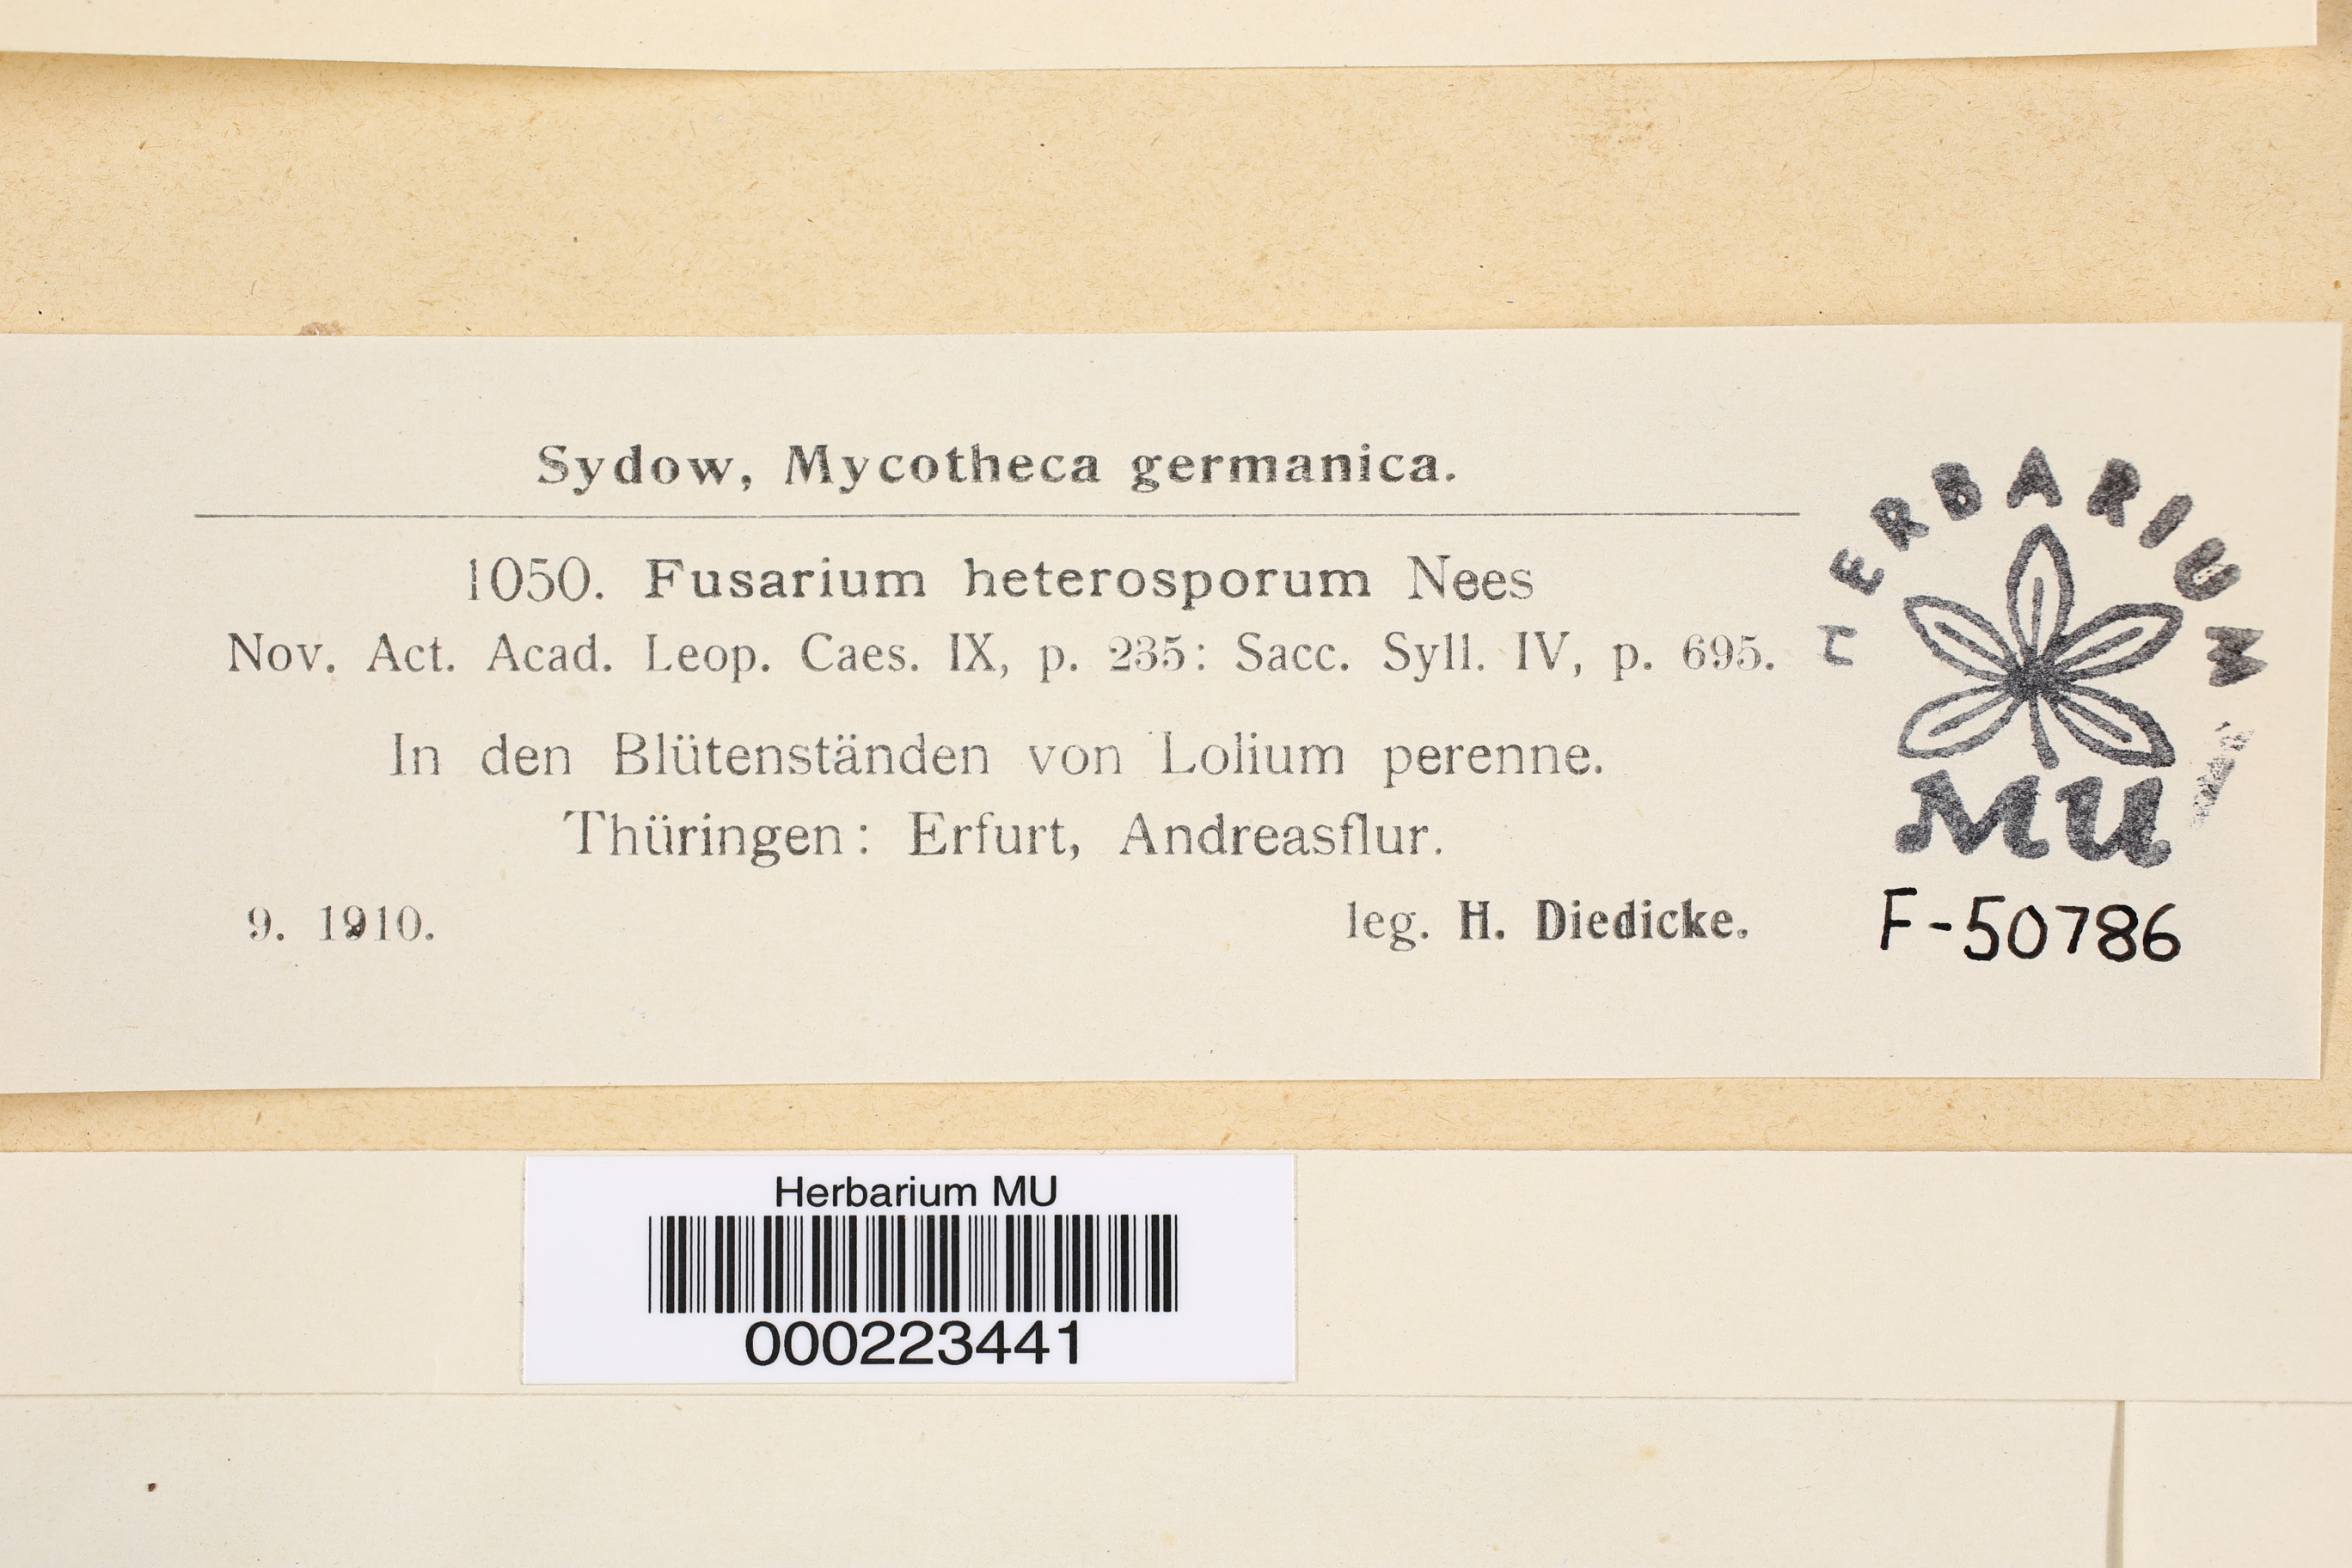 Sydow, Mycotheca germanica.
1050. Fusarium heterosporum Nees
Nov. Act. Acad. Leop. Caes. IX, p. 235: Sacc. Syll. IV, p. 695.
In den Blütenständen von Lolium perenne.
Thüringen: Erfurt, Andreasflur.
9. 1910. leg. H. Diedicke.
HERBARIUM
MU
F-50786
Herbarium MU
000223441